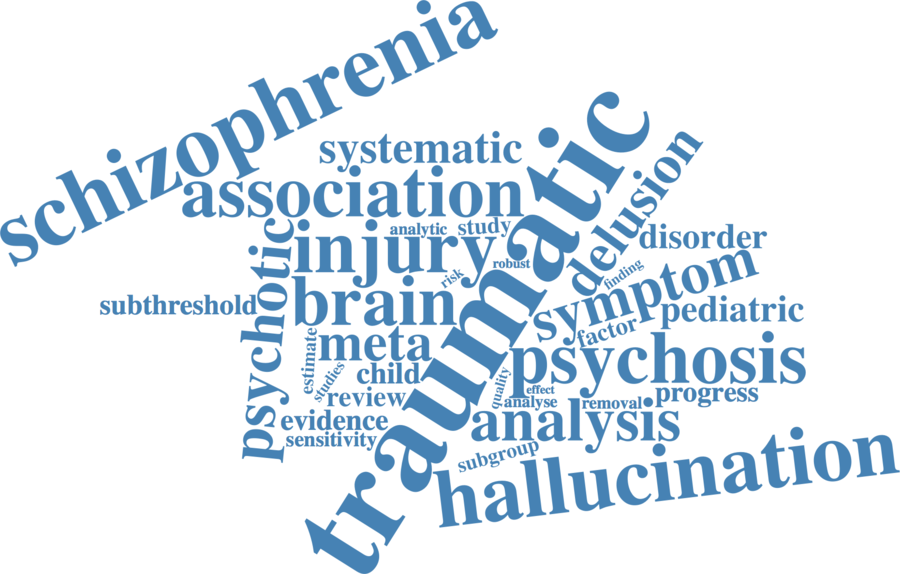 schizophrenia
systematic
association
traumatic
delusion
analytic
study
disorder
injury
psychotic
robust
risk
finding
symptom
subthreshold
brain
pediatric
factor
meta
estimate
psychosis
child
studies
quality
effect
progress
review
analyse
removal
evidence
analysis
sensitivity
subgroup
hallucination